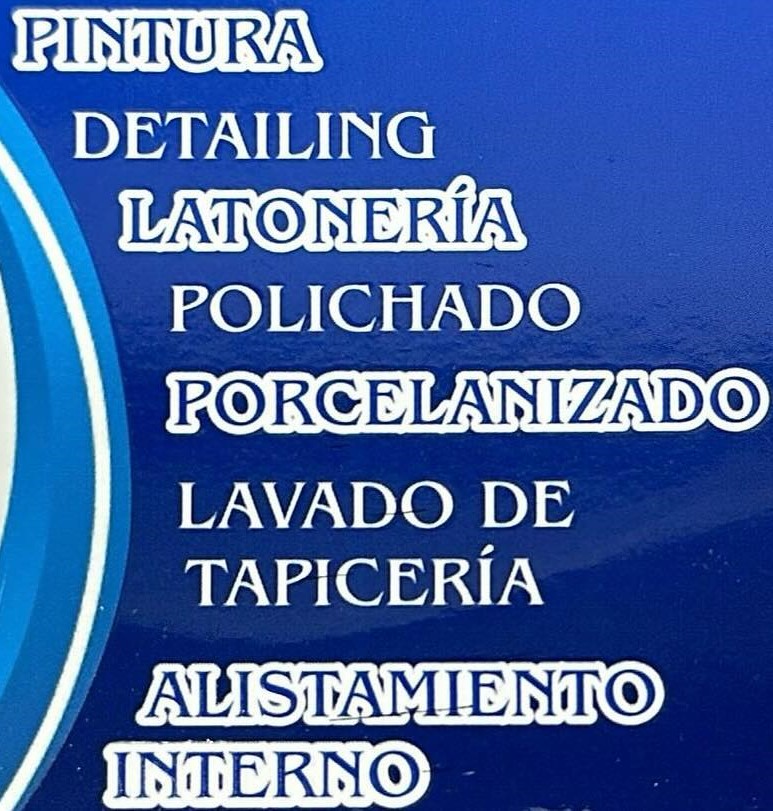 PINTURA
DETAILING
LATONERÍA
POLICHADO
PORCELANIZADO
LAVADO DE
TAPICERÍA
ALISTAMIENTO
INTERNO